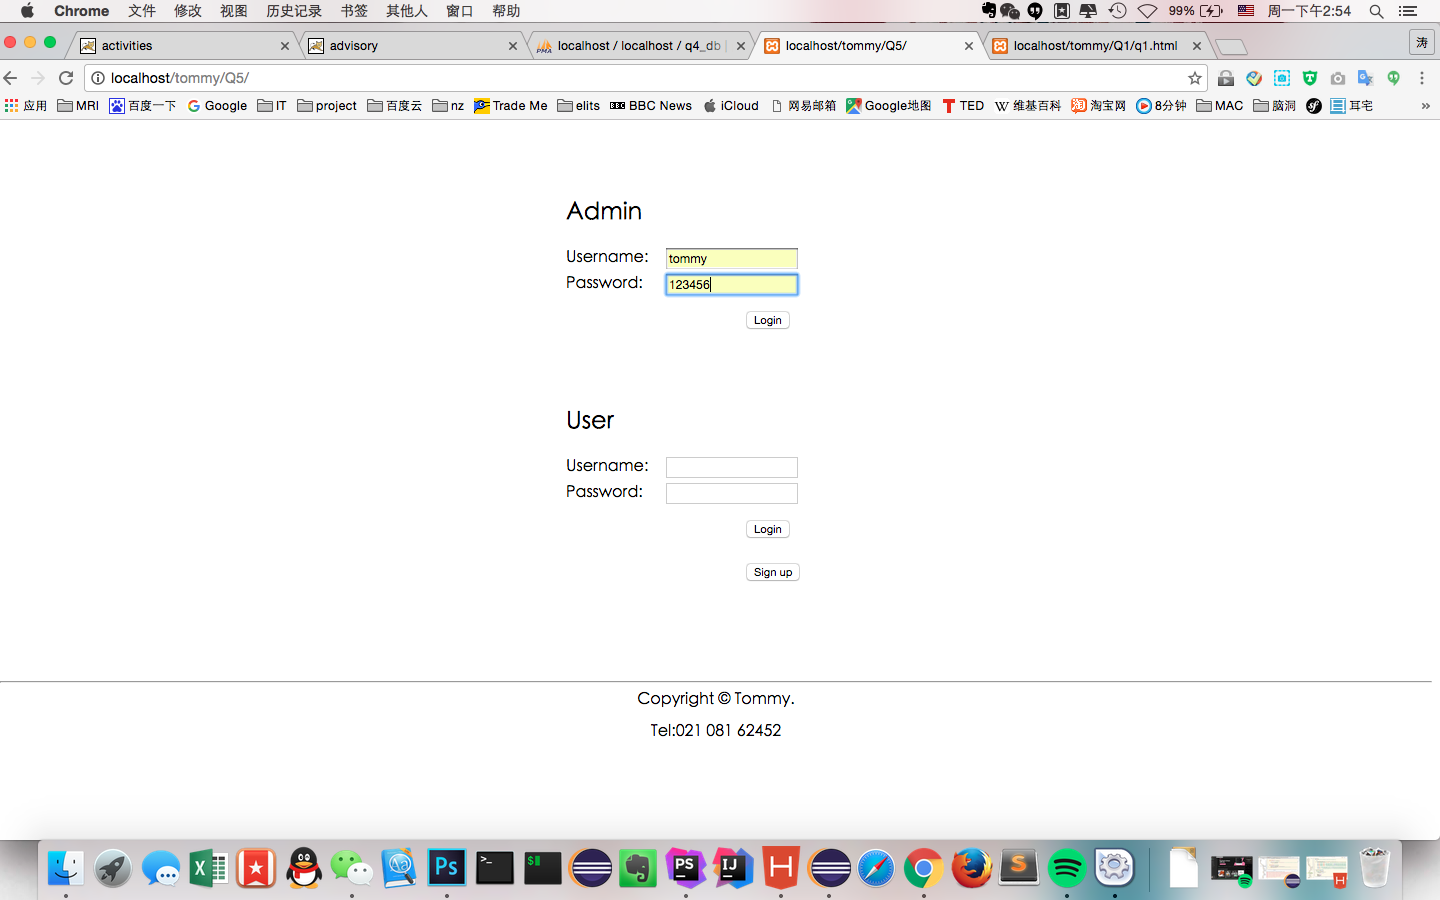 Chrome 文件 修改 视图 历史记录 书签 其他人 窗口 帮助 99% 周一下午2:54
activities advisory localhost / localhost / q4_db localhost/tommy/Q5/ localhost/tommy/Q1/q1.html 涛
localhost/tommy/Q5/
应用 MRI 百度一下 Google IT project 百度云 nz Trade Me elits BBC News iCloud 网易邮箱 Google地图 TED 维基百科 淘宝网 8分钟 MAC 脑洞 耳宅 »
Admin
Username: tommy
Password: 123456
Login
User
Username:
Password:
Login
Sign up
Copyright © Tommy.
Tel:021 081 62452